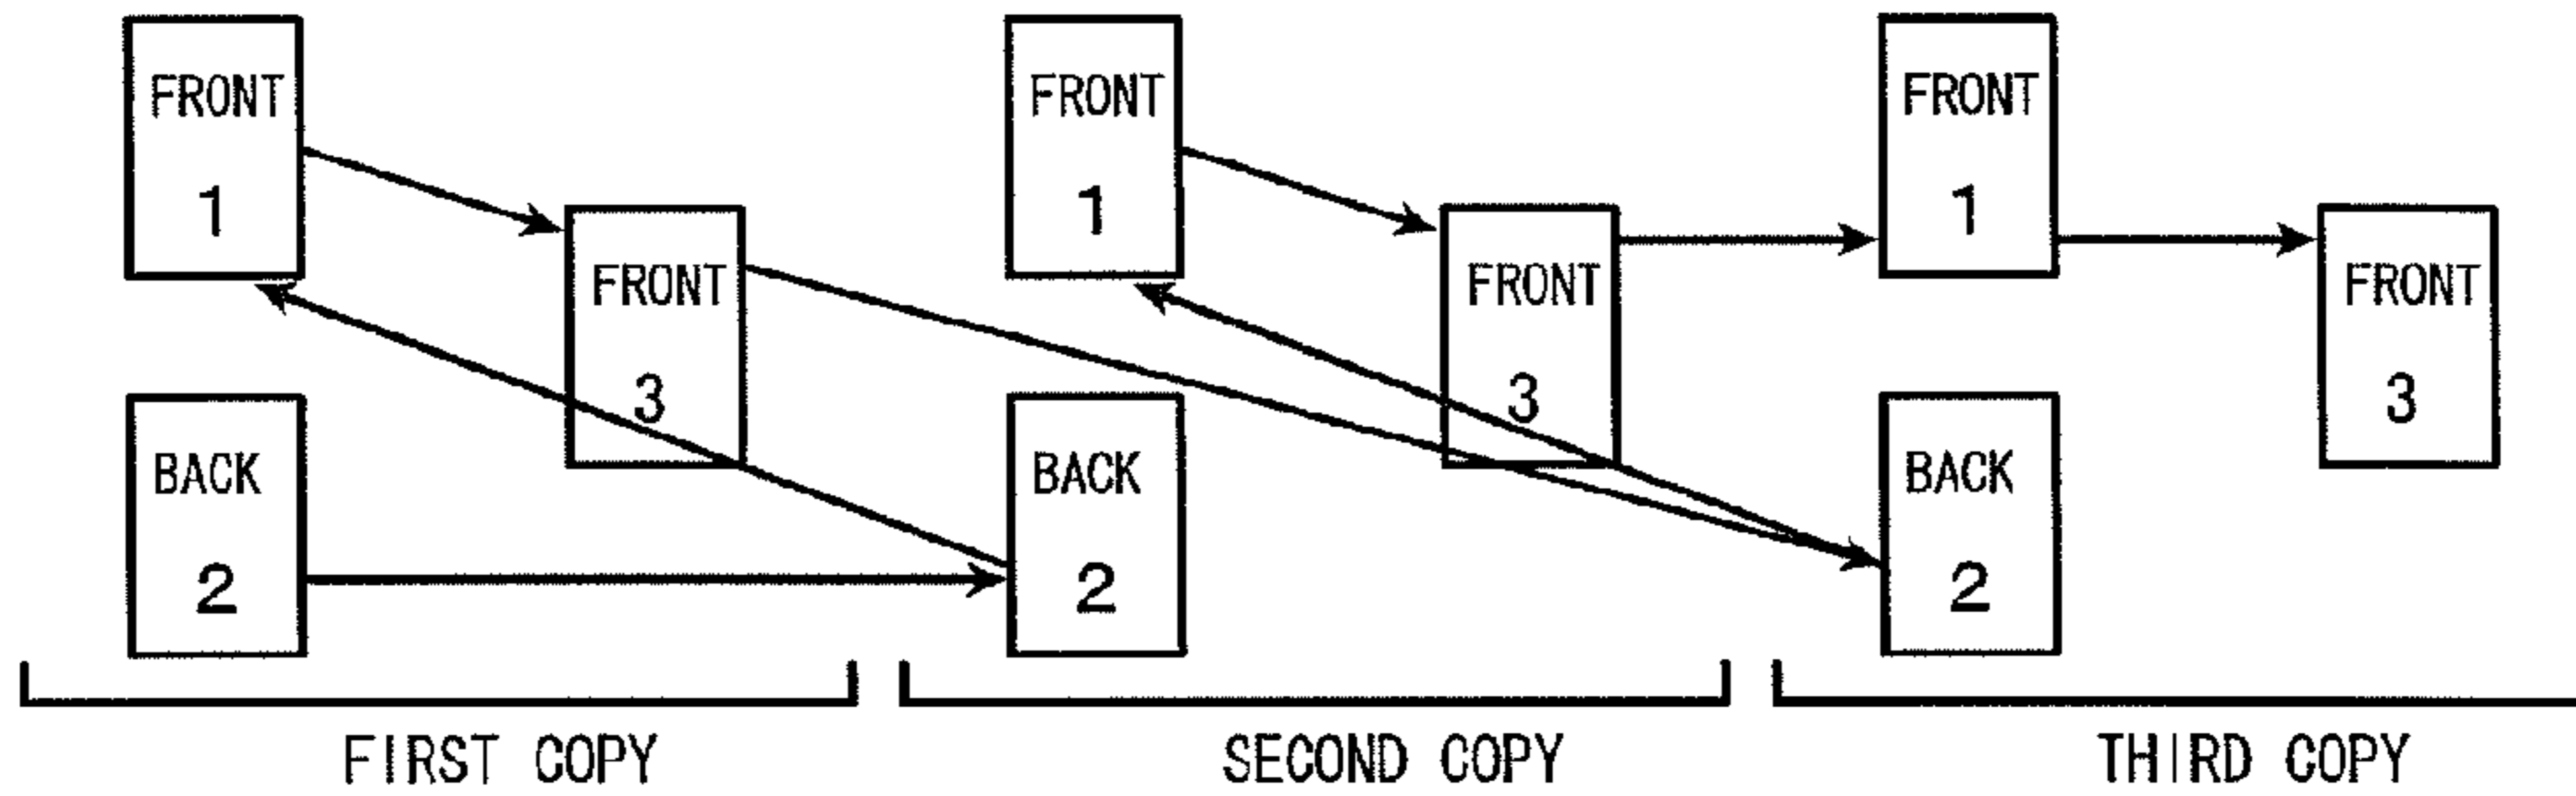 FRONT
1
FRONT
3
BACK
2
FIRST COPY
FRONT
1
FRONT
3
BACK
2
SECOND COPY
FRONT
1
FRONT
3
BACK
2
THIRD COPY